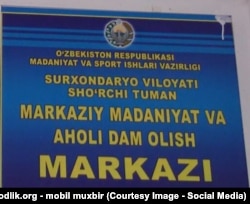 O'ZBEKISTON RESPUBLIKASI
MADANIYAT VA SPORT ISHLARI VAZIRLIGI
SURXONDARYO VILOYATI
SHO'RCHI TUMAN
MARKAZIY MADANIYAT VA
AHOLI DAM OLISH
MARKAZI
odlik.org - mobil muxbir (Courtesy Image - Social Media)